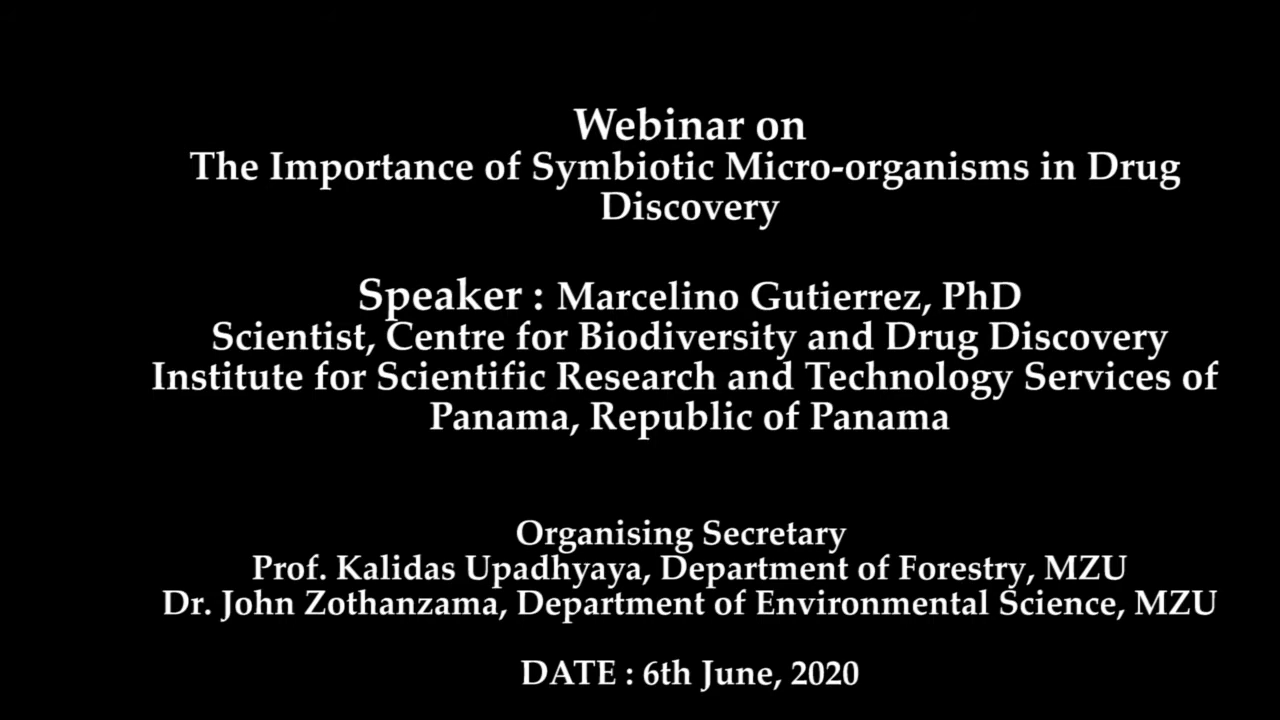 Webinar on
The Importance of Symbiotic Micro-organisms in Drug
Discovery
Speaker : Marcelino Gutierrez, PhD
Scientist, Centre for Biodiversity and Drug Discovery
Institute for Scientific Research and Technology Services of
Panama, Republic of Panama
Organising Secretary
Prof. Kalidas Upadhyaya, Department of Forestry, MZU
Dr. John Zothanzama, Department of Environmental Science, MZU
DATE : 6th June, 2020